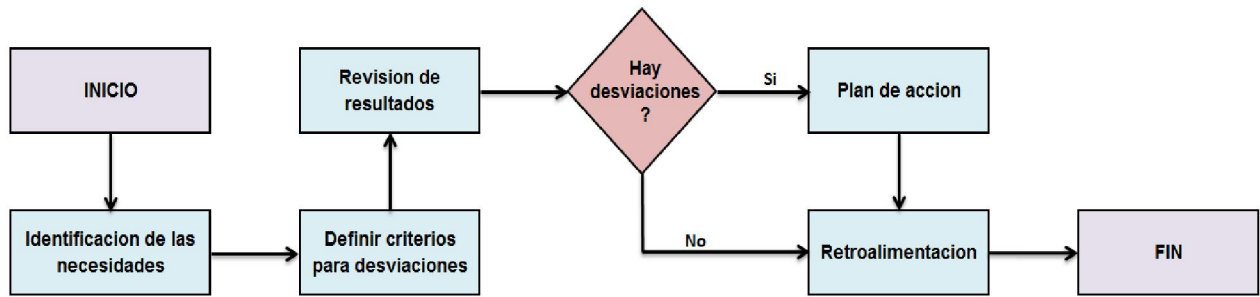 INICIO
Identificacion de las
necesidades
Definir criterios
para desviaciones
Revision de
resultados
Hay
desviaciones
?
Si
Plan de accion
No
Retroalimentacion
FIN